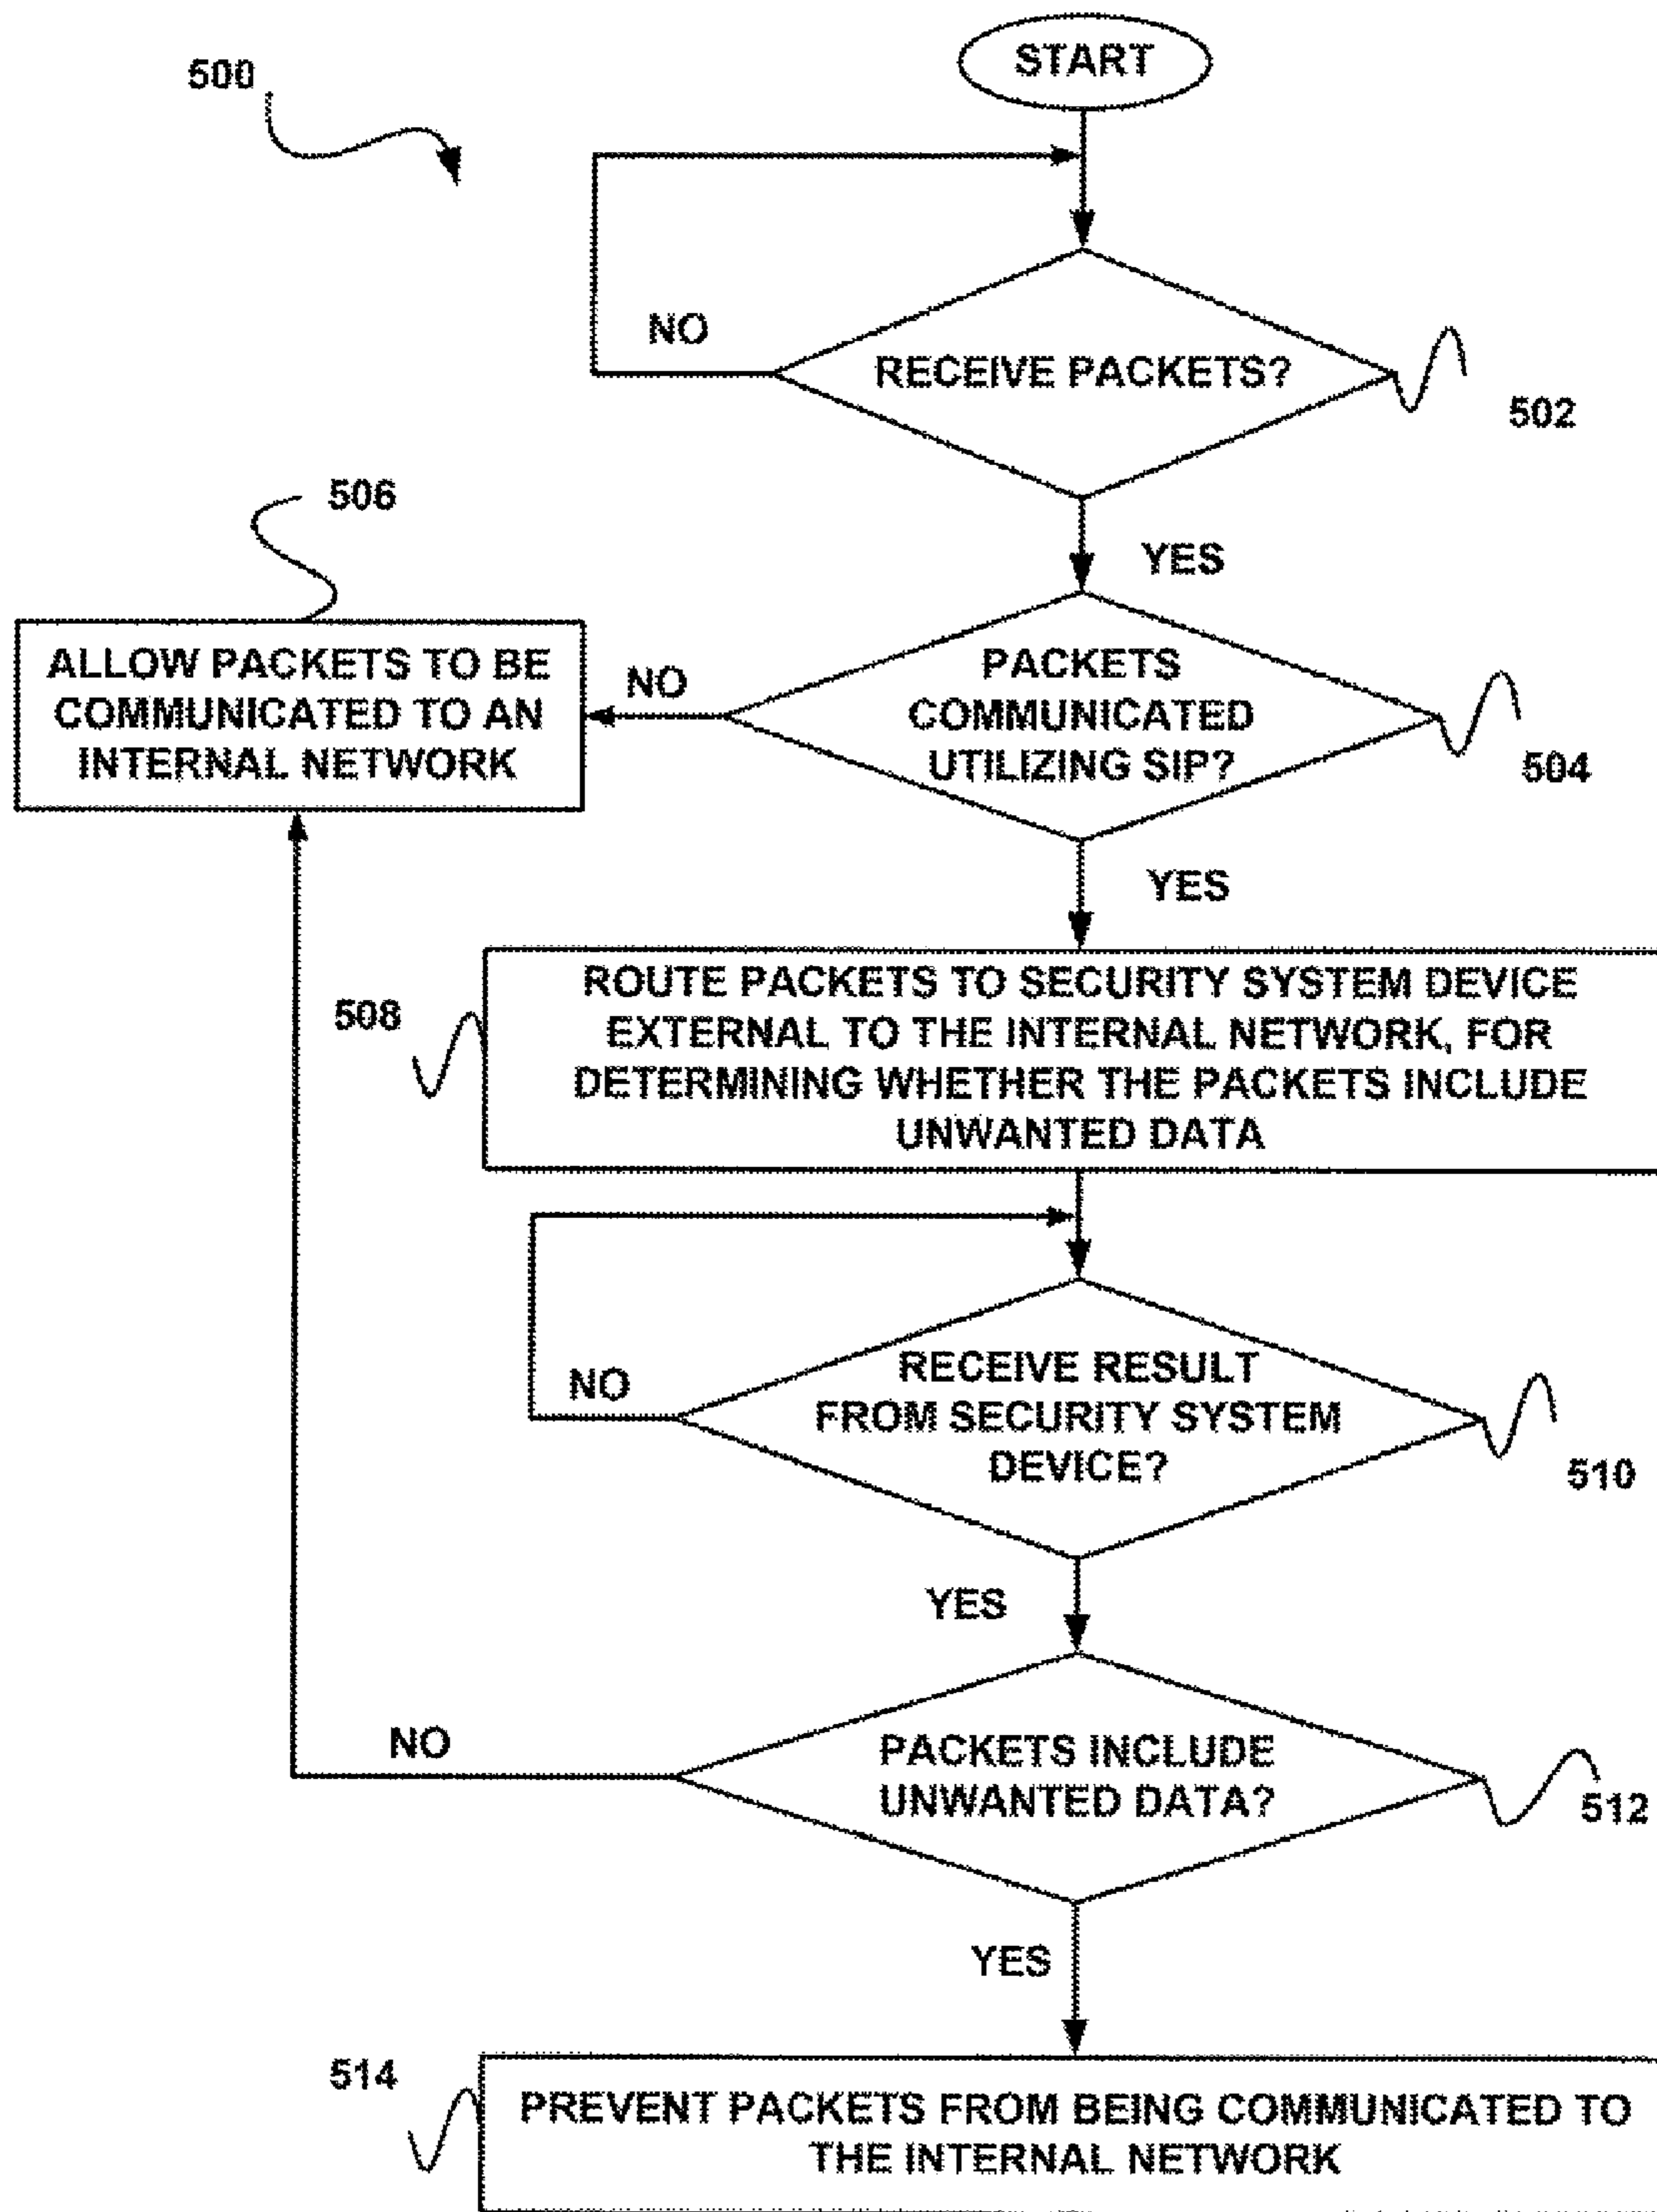 START
500
NO
RECEIVE PACKETS?
502
506
YES
ALLOW PACKETS TO BE
COMMUNICATED TO AN
INTERNAL NETWORK
NO
PACKETS
COMMUNICATED
UTILIZING SIP?
504
YES
508
ROUTE PACKETS TO SECURITY SYSTEM DEVICE
EXTERNAL TO THE INTERNAL NETWORK, FOR
DETERMINING WHETHER THE PACKETS INCLUDE
UNWANTED DATA
NO
RECEIVE RESULT
FROM SECURITY SYSTEM
DEVICE?
510
YES
NO
PACKETS INCLUDE
UNWANTED DATA?
512
YES
514
PREVENT PACKETS FROM BEING COMMUNICATED TO
THE INTERNAL NETWORK